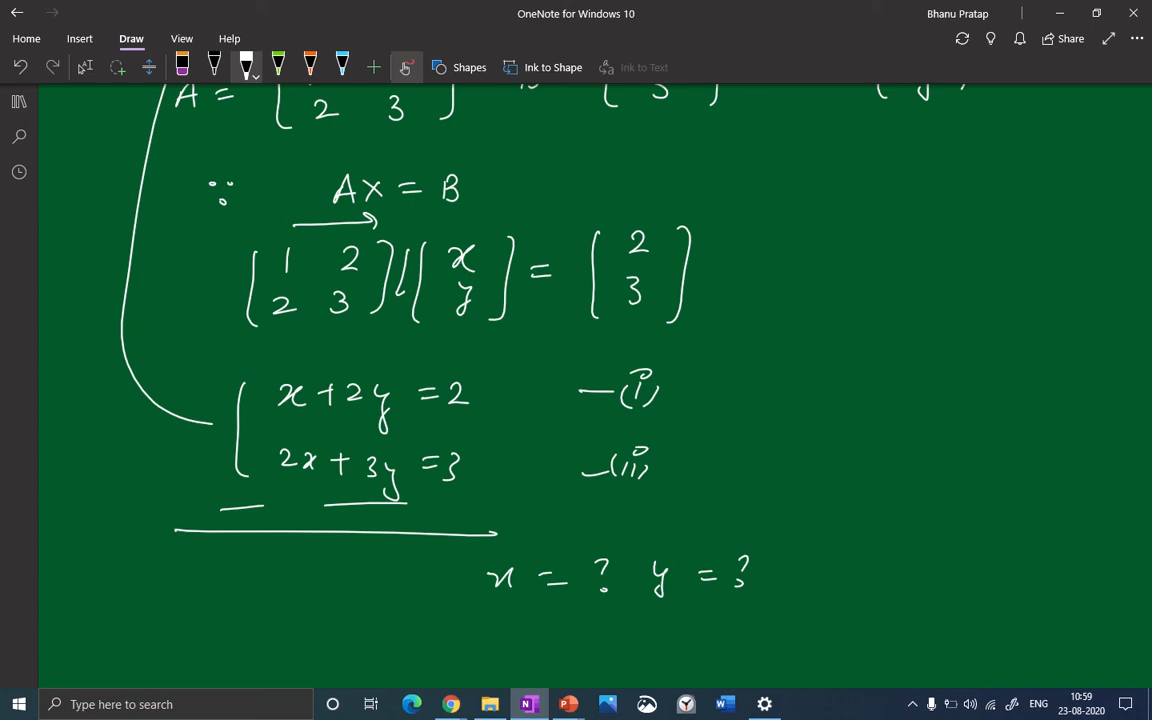 OneNote for Windows 10
Bhanu Pratap
Home Insert Draw View Help
Share
Shapes Ink to Shape Ink to Text
A =
2 3
∵ AX = B
1 2 x = 2
2 3 y 3
x + 2y = 2 —(i)
2x + 3y = 3 —(ii)
x = ? y = ?
Type here to search
ENG
10:59
23-08-2020